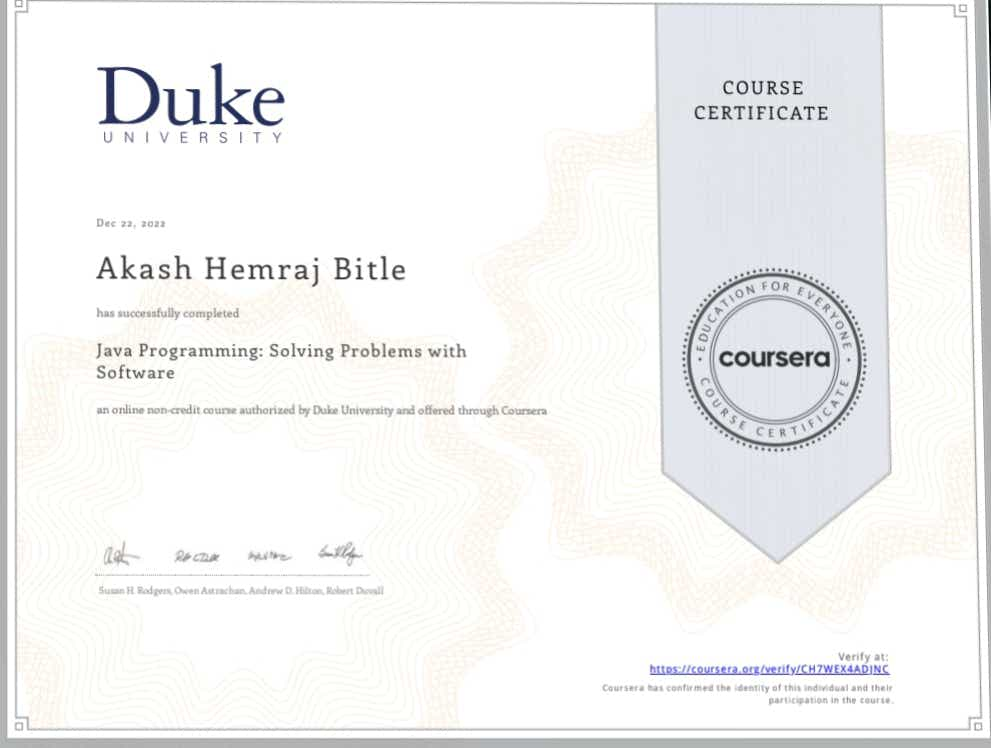 Duke
UNIVERSITY
COURSE
CERTIFICATE
Dec 22, 2022
Akash Hemraj Bitle
has successfully completed
Java Programming: Solving Problems with
Software
an online non-credit course authorized by Duke University and offered through Coursera
EDUCATION FOR EVERYONE
coursera
COURSE CERTIFICATE
Susan H. Rodgers, Owen Astrachan, Andrew D. Hilton, Robert Duvall
Verify at:
https://coursera.org/verify/CH7WEX4ADJNC
Coursera has confirmed the identity of this individual and their
participation in the course.